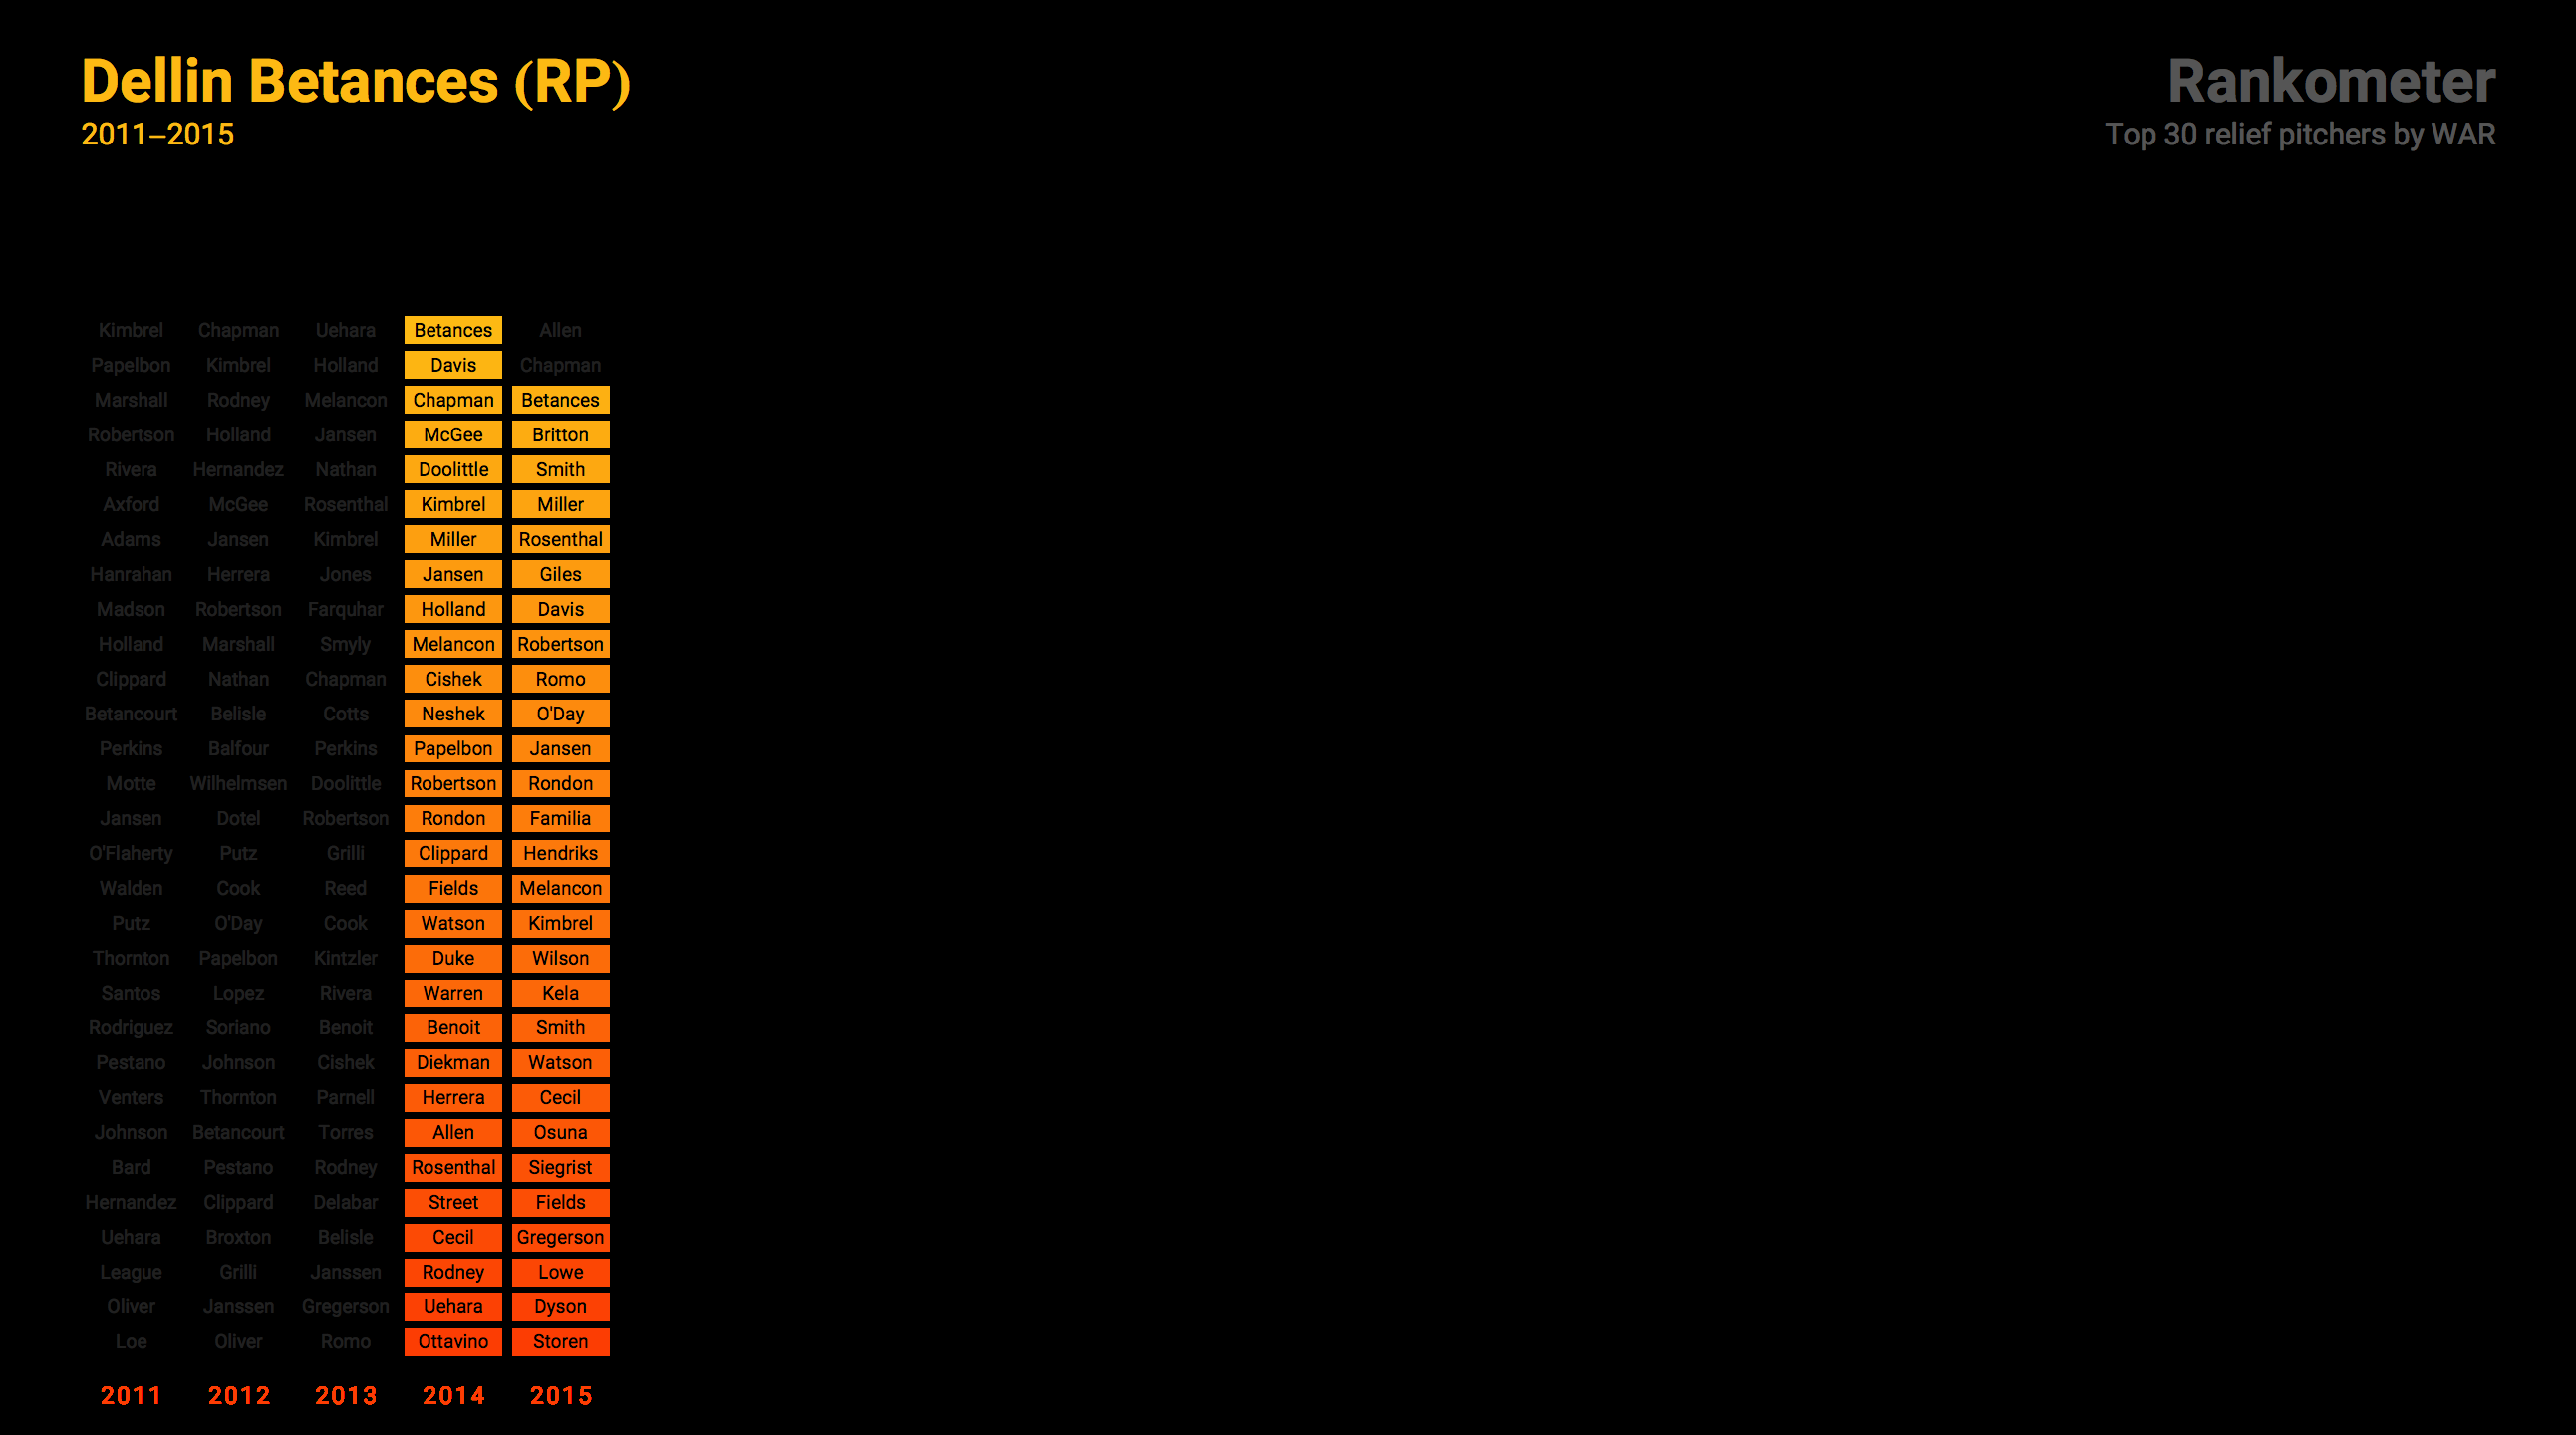 Dellin Betances (RP)
2011–2015
Rankometer
Top 30 relief pitchers by WAR
Kimbrel Chapman Uehara Betances Allen
Papelbon Kimbrel Holland Davis Chapman
Marshall Rodney Melancon Chapman Betances
Robertson Holland Jansen McGee Britton
Rivera Hernandez Nathan Doolittle Smith
Axford McGee Rosenthal Kimbrel Miller
Adams Jansen Kimbrel Miller Rosenthal
Hanrahan Herrera Jones Jansen Giles
Madson Robertson Farquhar Holland Davis
Holland Marshall Smyly Melancon Robertson
Clippard Nathan Chapman Cishek Romo
Betancourt Belisle Cotts Neshek O'Day
Perkins Balfour Perkins Papelbon Jansen
Motte Wilhelmsen Doolittle Robertson Rondon
Jansen Dotel Robertson Rondon Familia
O'Flaherty Putz Grilli Clippard Hendriks
Walden Cook Reed Fields Melancon
Putz O'Day Cook Watson Kimbrel
Thornton Papelbon Kintzler Duke Wilson
Santos Lopez Rivera Warren Kela
Rodriguez Soriano Benoit Benoit Smith
Pestano Johnson Cishek Diekman Watson
Venters Thornton Parnell Herrera Cecil
Johnson Betancourt Torres Allen Osuna
Bard Pestano Rodney Rosenthal Siegrist
Hernandez Clippard Delabar Street Fields
Uehara Broxton Belisle Cecil Gregerson
League Grilli Janssen Rodney Lowe
Oliver Janssen Gregerson Uehara Dyson
Loe Oliver Romo Ottavino Storen
2011 2012 2013 2014 2015